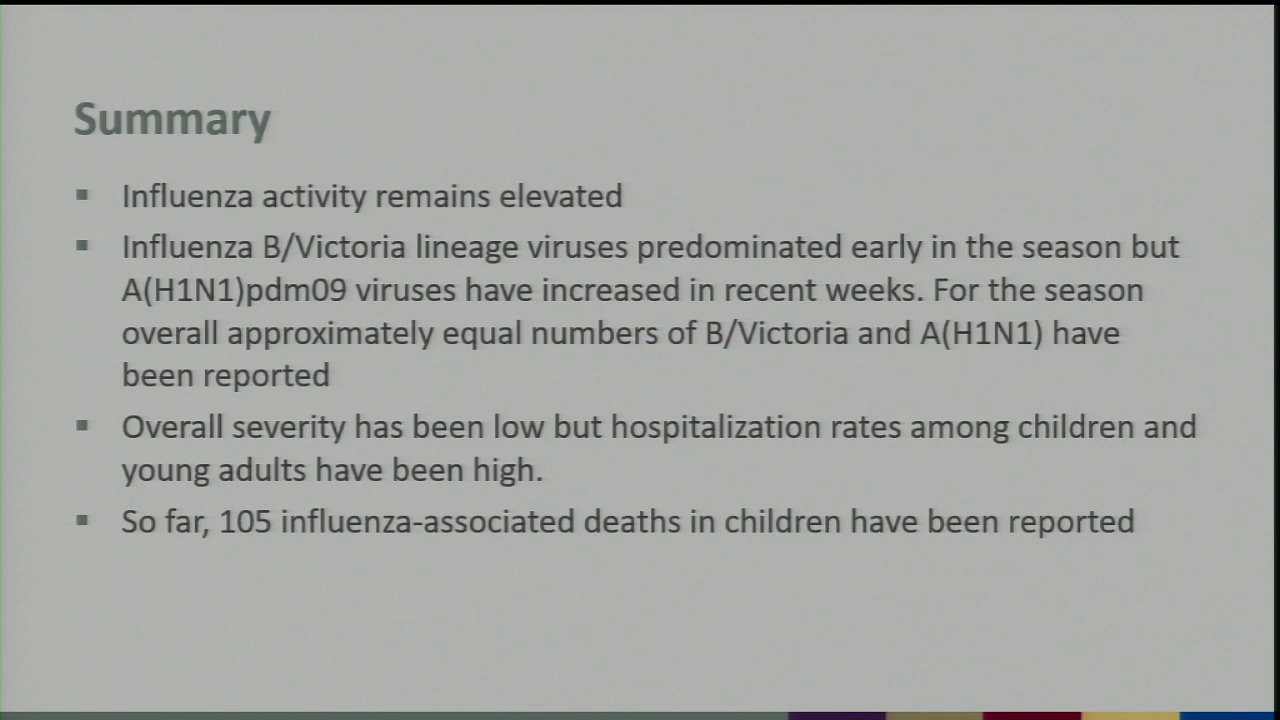 Summary
▪ Influenza activity remains elevated
▪ Influenza B/Victoria lineage viruses predominated early in the season but
A(H1N1)pdm09 viruses have increased in recent weeks. For the season
overall approximately equal numbers of B/Victoria and A(H1N1) have
been reported
▪ Overall severity has been low but hospitalization rates among children and
young adults have been high.
▪ So far, 105 influenza-associated deaths in children have been reported